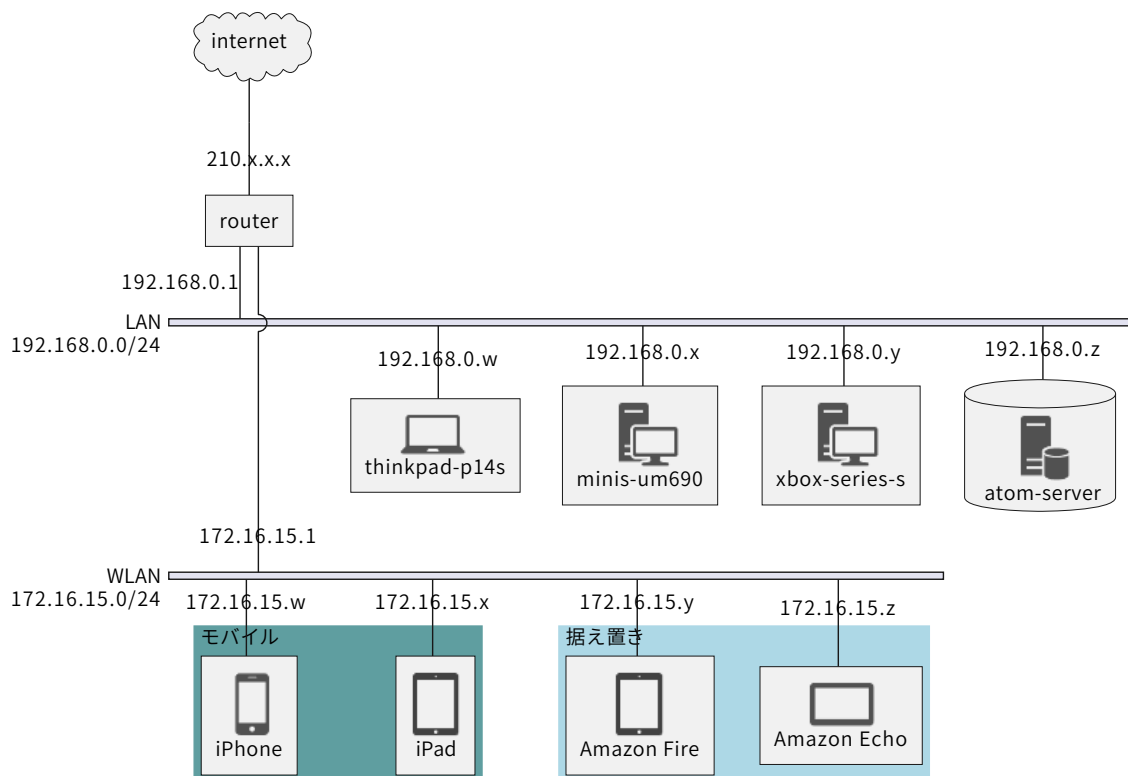 internet
210.x.x.x
router
192.168.0.1
LAN
192.168.0.0/24
192.168.0.w
192.168.0.x
192.168.0.y
192.168.0.z
thinkpad-p14s
minis-um690
xbox-series-s
atom-server
172.16.15.1
WLAN
172.16.15.0/24
172.16.15.w
172.16.15.x
172.16.15.y
172.16.15.z
モバイル
据え置き
iPhone
iPad
Amazon Fire
Amazon Echo